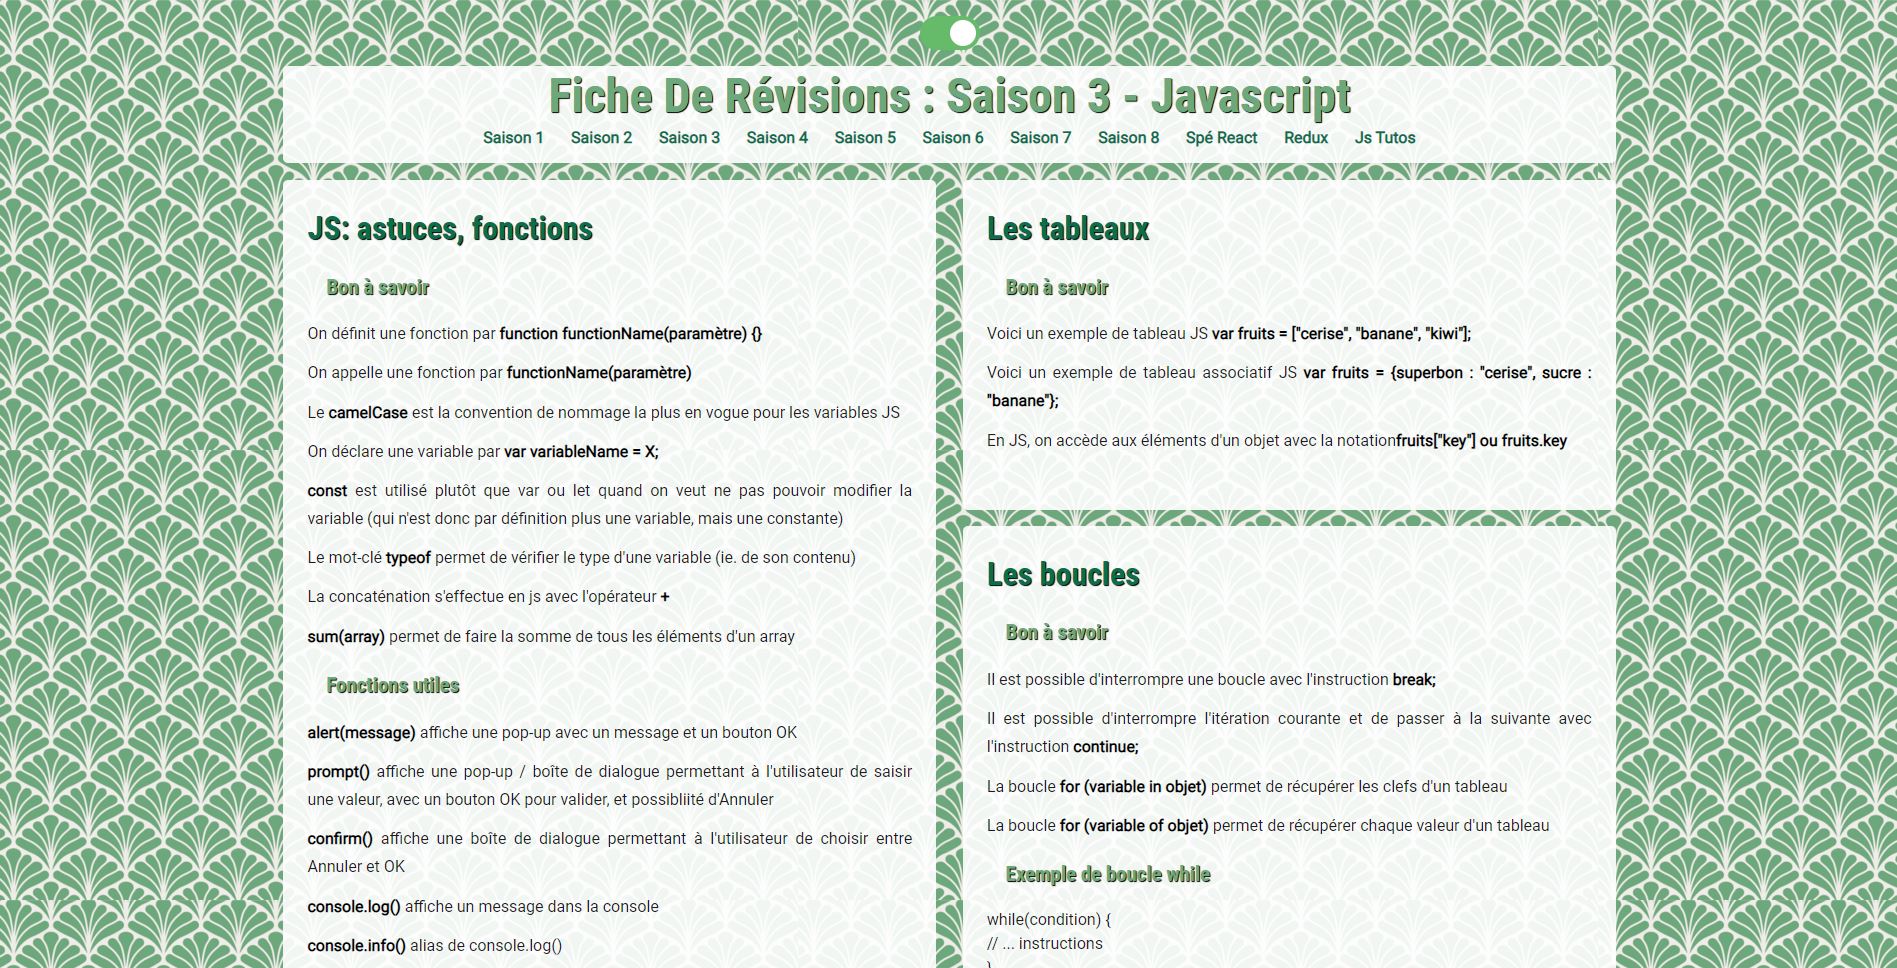 Fiche De Révisions : Saison 3 - Javascript
Saison 1 Saison 2 Saison 3 Saison 4 Saison 5 Saison 6 Saison 7 Saison 8 Spé React Redux Js Tutos
JS: astuces, fonctions
Bon à savoir
On définit une fonction par function functionName(paramètre) {}
On appelle une fonction par functionName(paramètre)
Le camelCase est la convention de nommage la plus en vogue pour les variables JS
On déclare une variable par var variableName = X;
const est utilisé plutôt que var ou let quand on veut ne pas pouvoir modifier la
variable (qui n'est donc par définition plus une variable, mais une constante)
Le mot-clé typeof permet de vérifier le type d'une variable (ie. de son contenu)
La concaténation s'effectue en js avec l'opérateur +
sum(array) permet de faire la somme de tous les éléments d'un array
Fonctions utiles
alert(message) affiche une pop-up avec un message et un bouton OK
prompt() affiche une pop-up / boîte de dialogue permettant à l'utilisateur de saisir
une valeur, avec un bouton OK pour valider, et possibliité d'Annuler
confirm() affiche une boîte de dialogue permettant à l'utilisateur de choisir entre
Annuler et OK
console.log() affiche un message dans la console
console.info() alias de console.log()
Les tableaux
Bon à savoir
Voici un exemple de tableau JS var fruits = ["cerise", "banane", "kiwi"];
Voici un exemple de tableau associatif JS var fruits = {superbon : "cerise", sucre :
"banane"};
En JS, on accède aux éléments d'un objet avec la notationfruits["key"] ou fruits.key
Les boucles
Bon à savoir
Il est possible d'interrompre une boucle avec l'instruction break;
Il est possible d'interrompre l'itération courante et de passer à la suivante avec
l'instruction continue;
La boucle for (variable in objet) permet de récupérer les clefs d'un tableau
La boucle for (variable of objet) permet de récupérer chaque valeur d'un tableau
Exemple de boucle while
while(condition) {
// ... instructions
}